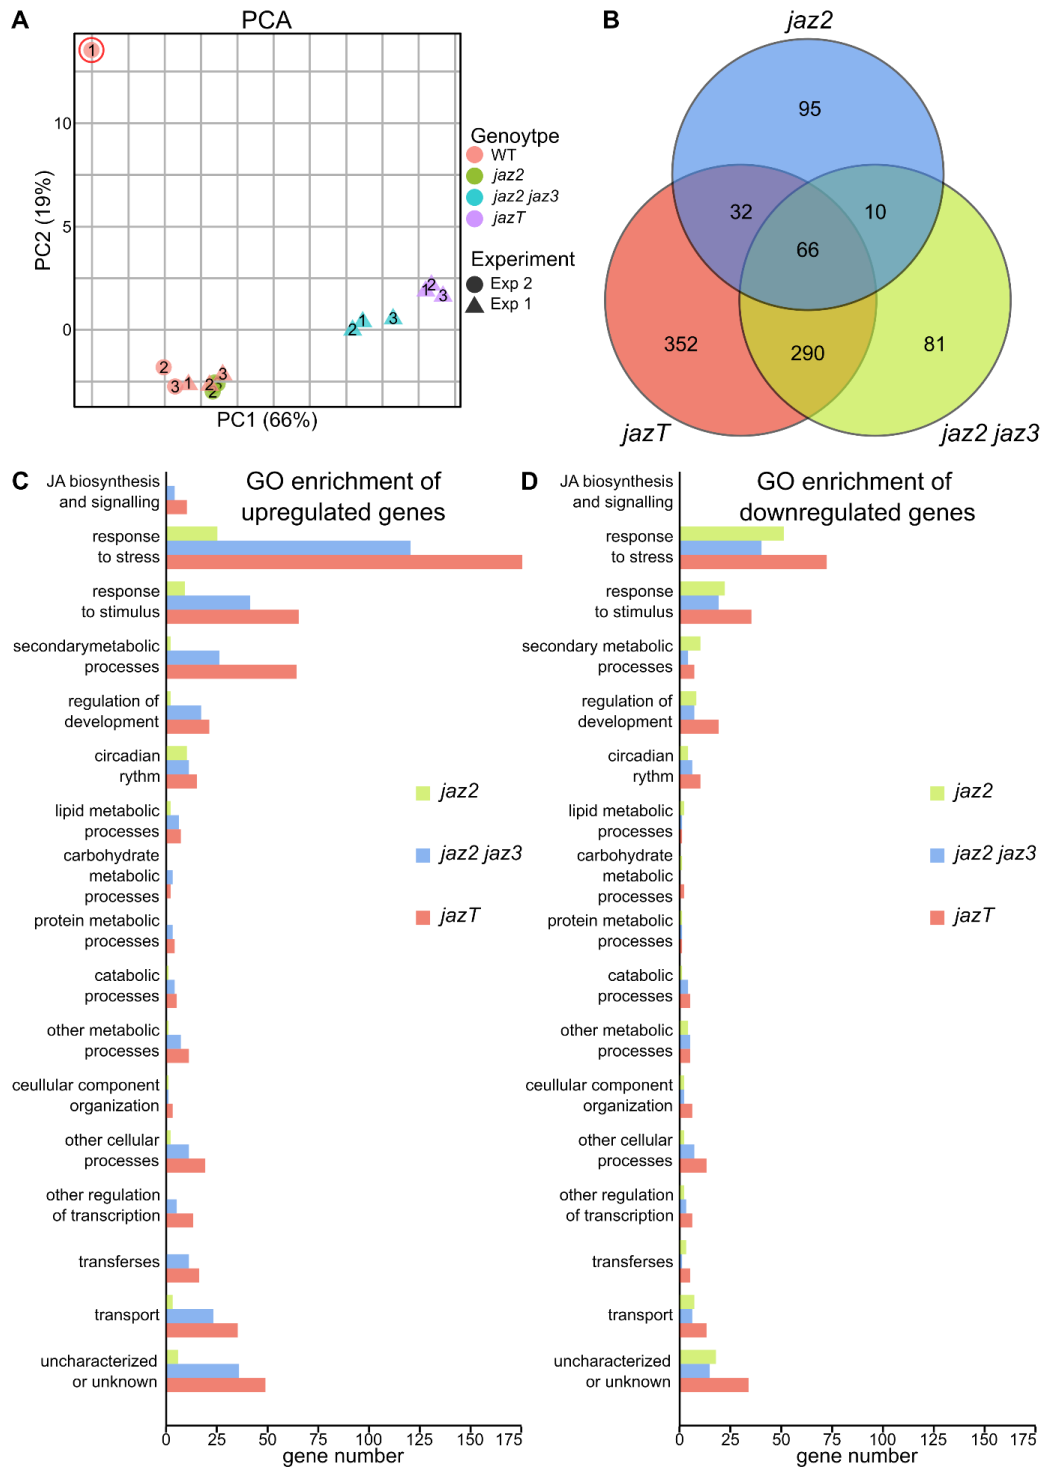 A
PCA
1
10
5
0
PC2 (19%)
PC1 (66%)
2
3
1
2
3
2
2
1
3
1
2
3
Genoytpe
WT
jaz2
jaz2 jaz3
jazT
Experiment
Exp 2
Exp 1
B
jaz2
95
32
10
66
352
290
81
jazT
jaz2 jaz3
C
GO enrichment of
upregulated genes
JA biosynthesis
and signalling
response
to stress
response
to stimulus
secondarymetabolic
processes
regulation of
development
circadian
rythm
lipid metabolic
processes
carbohydrate
metabolic
processes
protein metabolic
processes
catabolic
processes
other metabolic
processes
ceullular component
organization
other cellular
processes
other regulation
of transcription
transferses
transport
uncharacterized
or unknown
jaz2
jaz2 jaz3
jazT
0 25 50 75 100 125 150 175
gene number
D
GO enrichment of
downregulated genes
JA biosynthesis
and signalling
response
to stress
response
to stimulus
secondary metabolic
processes
regulation of
development
circadian
rythm
lipid metabolic
processes
carbohydrate
metabolic
processes
protein metabolic
processes
catabolic
processes
other metabolic
processes
ceullular component
organization
other cellular
processes
other regulation
of transcription
transferses
transport
uncharacterized
or unknown
jaz2
jaz2 jaz3
jazT
0 25 50 75 100 125 150 175
gene number